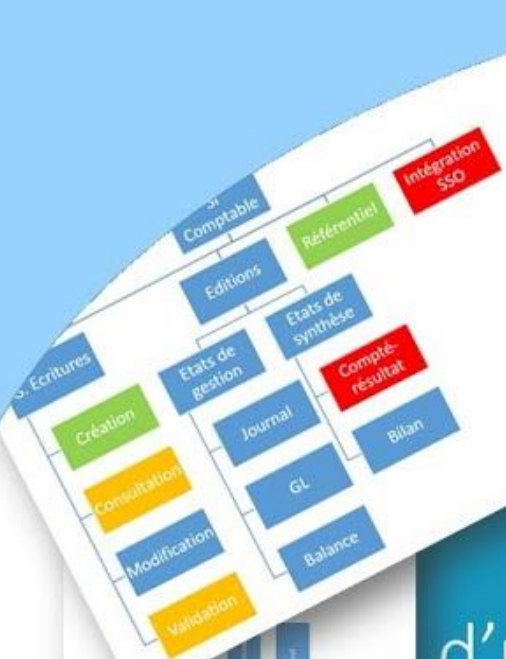 SI
Comptable
Intégration
SSO
Référentiel
Editions
Etats de
synthèse
Etats de
gestion
Compté-
résultat
Bilan
Journal
GL
Balance
Ecritures
Création
Consultation
Modification
Validation